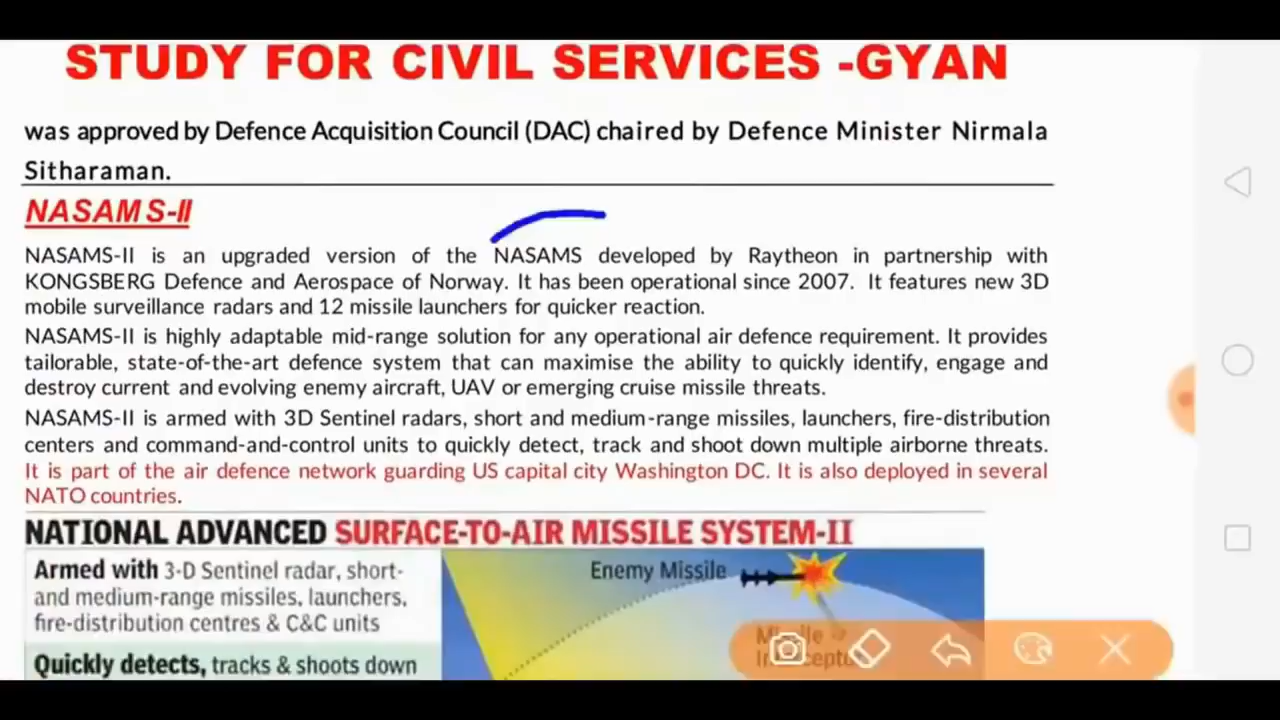 STUDY FOR CIVIL SERVICES -GYAN
was approved by Defence Acquisition Council (DAC) chaired by Defence Minister Nirmala
Sitharaman.
NASAMS-II
NASAMS-II is an upgraded version of the NASAMS developed by Raytheon in partnership with
KONGSBERG Defence and Aerospace of Norway. It has been operational since 2007. It features new 3D
mobile surveillance radars and 12 missile launchers for quicker reaction.
NASAMS-II is highly adaptable mid-range solution for any operational air defence requirement. It provides
tailorable, state-of-the-art defence system that can maximise the ability to quickly identify, engage and
destroy current and evolving enemy aircraft, UAV or emerging cruise missile threats.
NASAMS-II is armed with 3D Sentinel radars, short and medium-range missiles, launchers, fire-distribution
centers and command-and-control units to quickly detect, track and shoot down multiple airborne threats.
It is part of the air defence network guarding US capital city Washington DC. It is also deployed in several
NATO countries.
NATIONAL ADVANCED SURFACE-TO-AIR MISSILE SYSTEM-II
Armed with 3-D Sentinel radar, short-
and medium-range missiles, launchers,
fire-distribution centres & C&C units
Quickly detects, tracks & shoots down
Enemy Missile